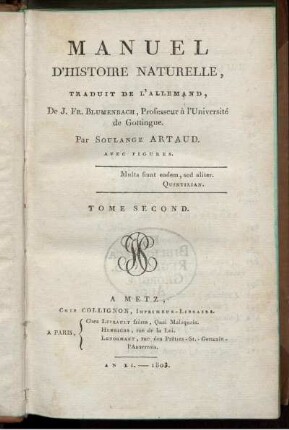 MANUEL
D'HISTOIRE NATURELLE,
TRADUIT DE L'ALLEMAND,
De J. Fr. Blumenbach, Professeur à l'Université
de Gottingue.
Par Soulange Artaud.
AVEC FIGURES.
Multa fiunt eadem, sed aliter.
Quintilian.
TOME SECOND.
A METZ,
Chez COLLIGNON, Imprimeur-Libraire.
A PARIS,
Chez Levrault frères, Quai Malaquais.
Henrichs, rue de la Loi.
rue des Prêtres-St.-Germain-
l'Auxerrois.
AN XI. — 1803.